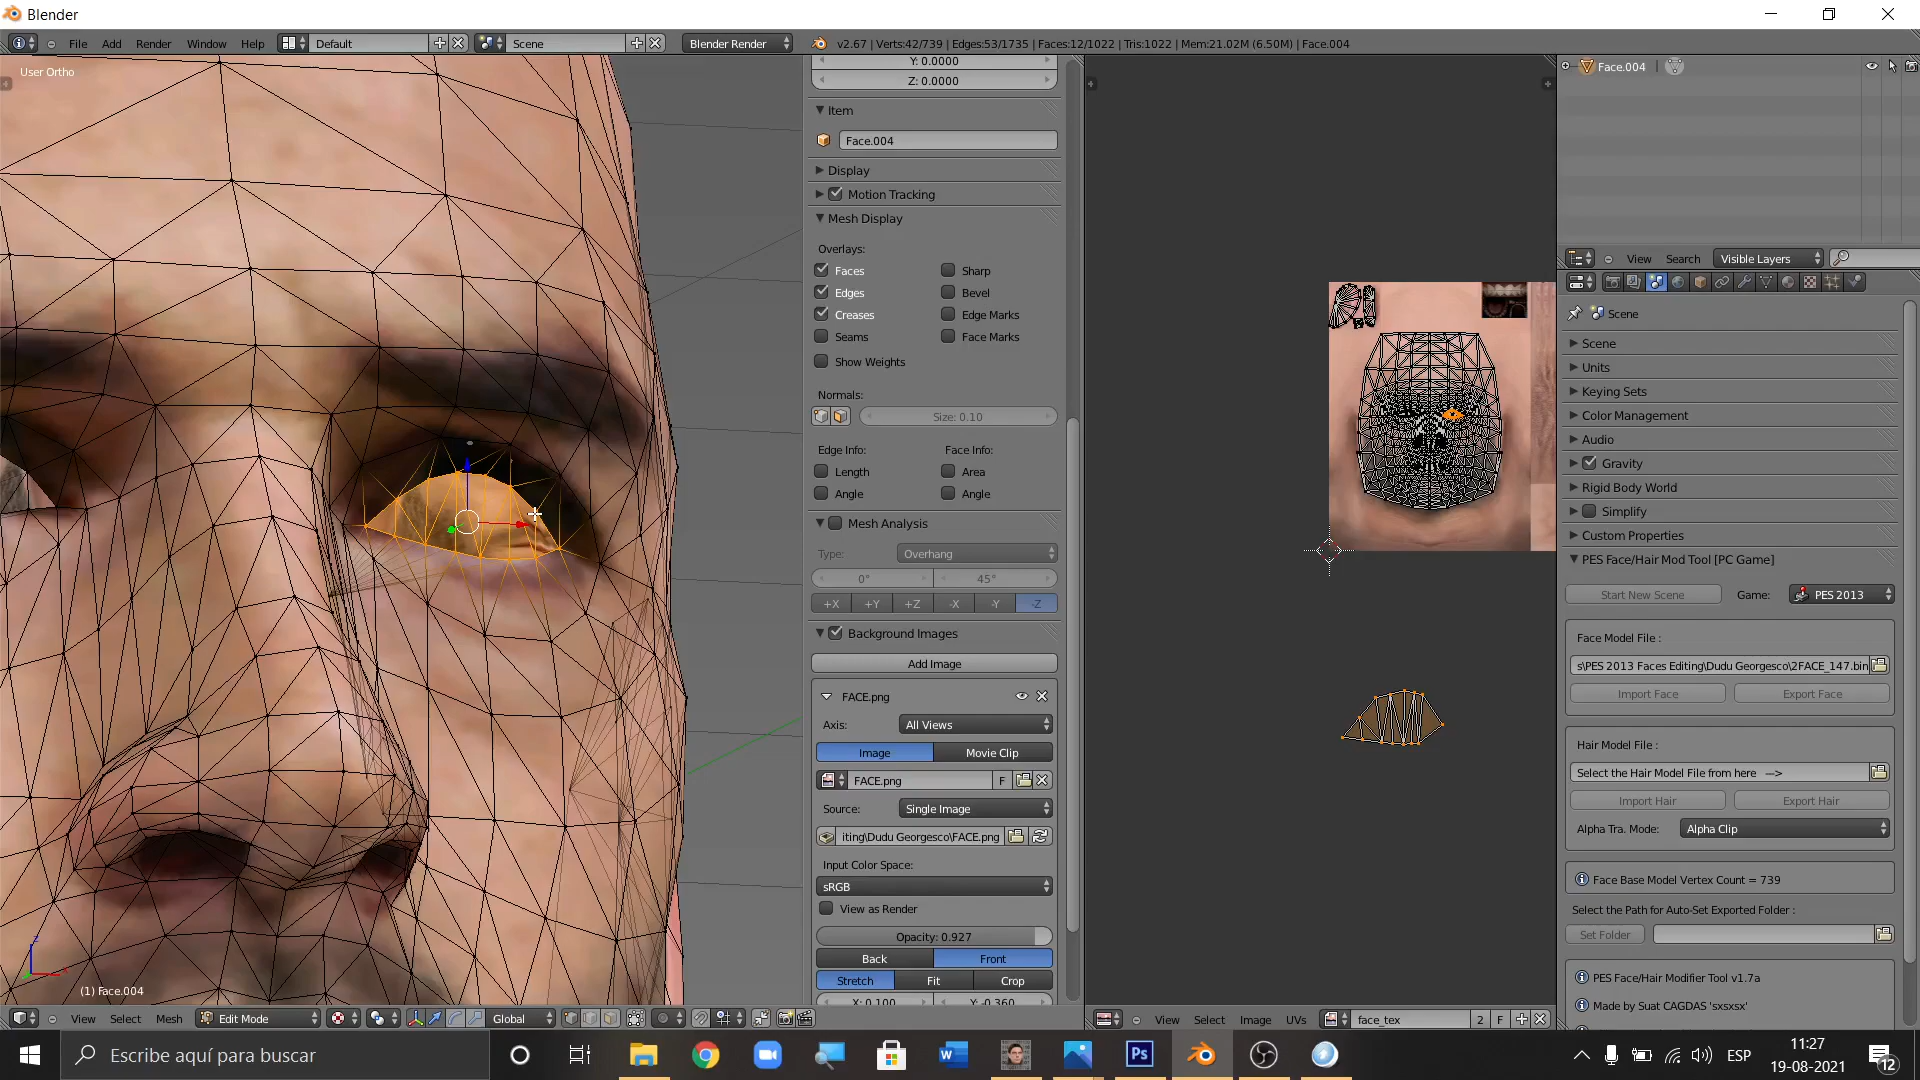 Blender
File Add Render Window Help Default Scene Blender Render v2.67 | Verts:42/739 | Edges:53/1735 | Faces:12/1022 | Tris:1022 | Mem:21.02M (6.50M) | Face.004
User Ortho
(1) Face.004
View Select Mesh Edit Mode Global
Y: 0.0000
Z: 0.0000
Item
Face.004
Display
Motion Tracking
Mesh Display
Overlays:
Faces Sharp
Edges Bevel
Creases Edge Marks
Seams Face Marks
Show Weights
Normals:
Size: 0.10
Edge Info: Face Info:
Length Area
Angle Angle
Mesh Analysis
Type: Overhang
0° 45°
+X +Y +Z -X -Y -Z
Background Images
Add Image
FACE.png
Axis: All Views
Image Movie Clip
FACE.png F
Source: Single Image
iting\Dudu Georgesco\FACE.png
Input Color Space:
sRGB
View as Render
Opacity: 0.927
Back Front
Stretch Fit Crop
X: 0.100 Y: -0.360
View Select Image UVs face_tex 2 F
Face.004
View Search Visible Layers
Scene
Scene
Units
Keying Sets
Color Management
Audio
Gravity
Rigid Body World
Simplify
Custom Properties
PES Face/Hair Mod Tool [PC Game]
Start New Scene Game: PES 2013
Face Model File :
s\PES 2013 Faces Editing\Dudu Georgesco\2FACE_147.bin
Import Face Export Face
Hair Model File :
Select the Hair Model File from here --->
Import Hair Export Hair
Alpha Tra. Mode: Alpha Clip
Face Base Model Vertex Count = 739
Select the Path for Auto-Set Exported Folder :
Set Folder
PES Face/Hair Modifier Tool v1.7a
Made by Suat CAGDAS 'sxsxsx'
Escribe aquí para buscar
ESP
11:27
19-08-2021
12